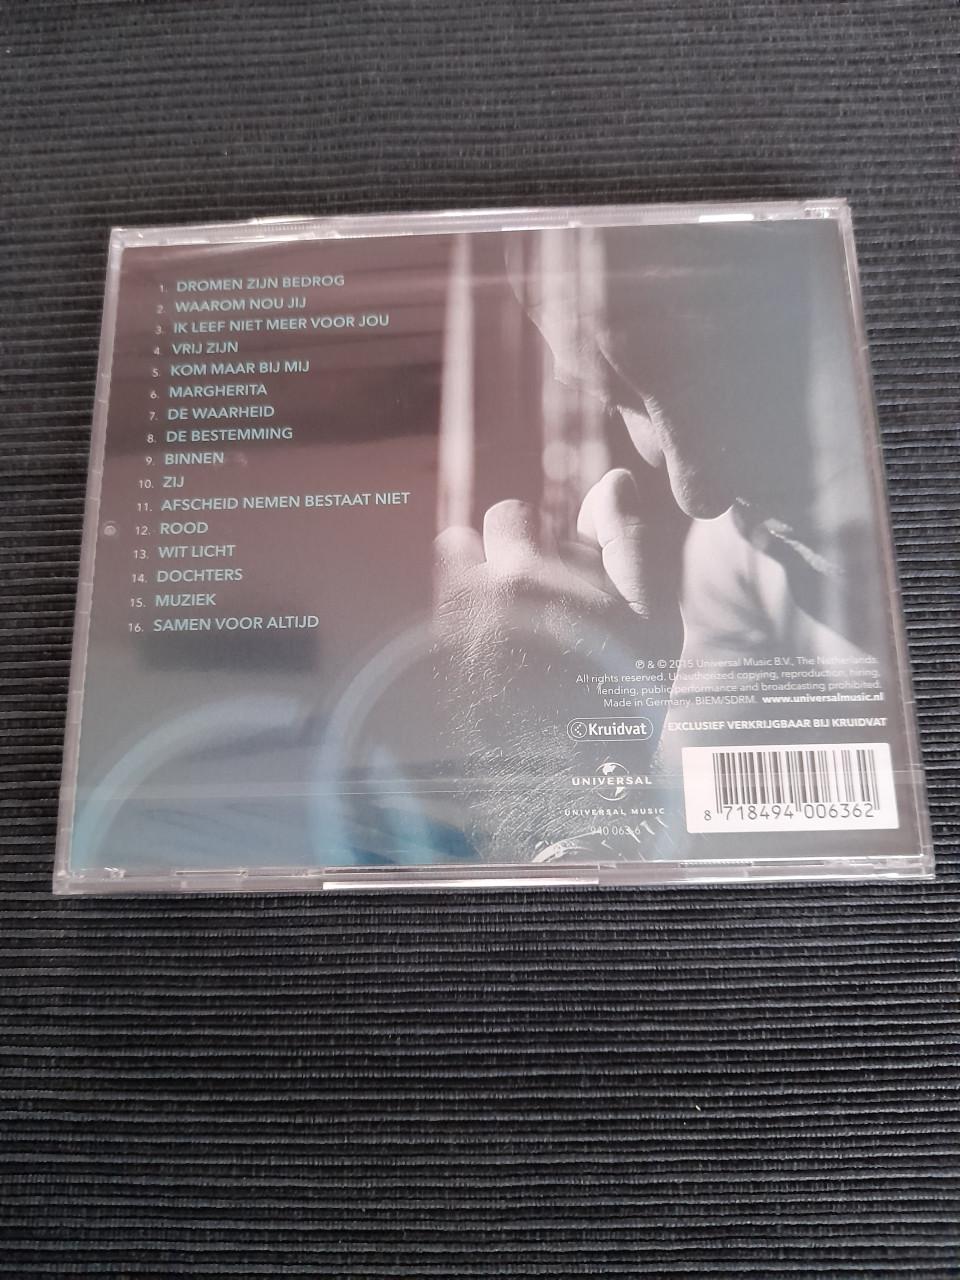 1. DROMEN ZIJN BEDROG
2. WAAROM NOU JIJ
3. IK LEEF NIET MEER VOOR JOU
4. VRIJ ZIJN
5. KOM MAAR BIJ MIJ
6. MARGHERITA
7. DE WAARHEID
8. DE BESTEMMING
9. BINNEN
10. ZIJ
11. AFSCHEID NEMEN BESTAAT NIET
12. ROOD
13. WIT LICHT
14. DOCHTERS
15. MUZIEK
16. SAMEN VOOR ALTIJD
℗ & © 2015 Universal Music B.V., The Netherlands.
All rights reserved. Unauthorized copying, reproduction, hiring,
lending, public performance and broadcasting prohibited.
Made in Germany. BIEM/SDRM. www.universalmusic.nl
Kruidvat EXCLUSIEF VERKRIJGBAAR BIJ KRUIDVAT
UNIVERSAL
UNIVERSAL MUSIC
940 063-6
8 718494 006362